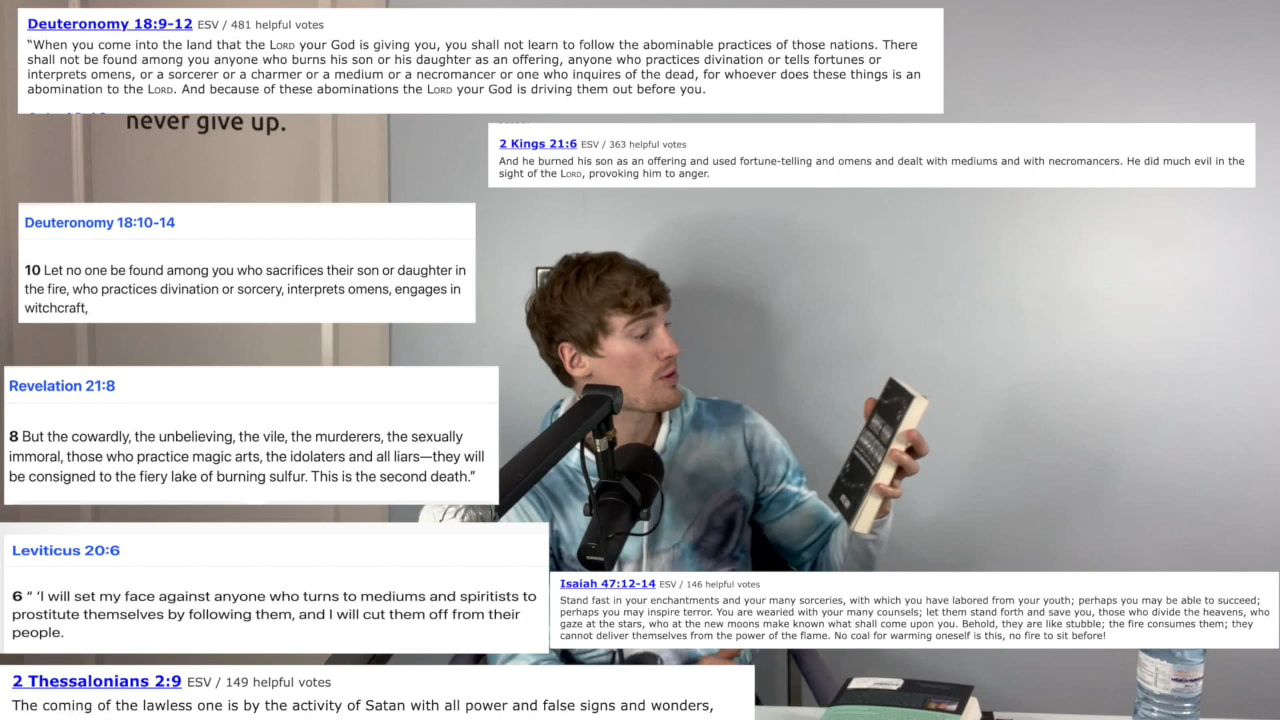 Deuteronomy 18:9-12 ESV / 481 helpful votes
“When you come into the land that the LORD your God is giving you, you shall not learn to follow the abominable practices of those nations. There
shall not be found among you anyone who burns his son or his daughter as an offering, anyone who practices divination or tells fortunes or
interprets omens, or a sorcerer or a charmer or a medium or a necromancer or one who inquires of the dead, for whoever does these things is an
abomination to the LORD. And because of these abominations the LORD your God is driving them out before you.
never give up.
2 Kings 21:6 ESV / 363 helpful votes
And he burned his son as an offering and used fortune-telling and omens and dealt with mediums and with necromancers. He did much evil in the
sight of the LORD, provoking him to anger.
Deuteronomy 18:10-14
10 Let no one be found among you who sacrifices their son or daughter in
the fire, who practices divination or sorcery, interprets omens, engages in
witchcraft,
Revelation 21:8
8 But the cowardly, the unbelieving, the vile, the murderers, the sexually
immoral, those who practice magic arts, the idolaters and all liars—they will
be consigned to the fiery lake of burning sulfur. This is the second death.”
Leviticus 20:6
6 “ ‘I will set my face against anyone who turns to mediums and spiritists to
prostitute themselves by following them, and I will cut them off from their
people.
Isaiah 47:12-14 ESV / 146 helpful votes
Stand fast in your enchantments and your many sorceries, with which you have labored from your youth; perhaps you may be able to succeed;
perhaps you may inspire terror. You are wearied with your many counsels; let them stand forth and save you, those who divide the heavens, who
gaze at the stars, who at the new moons make known what shall come upon you. Behold, they are like stubble; the fire consumes them; they
cannot deliver themselves from the power of the flame. No coal for warming oneself is this, no fire to sit before!
2 Thessalonians 2:9 ESV / 149 helpful votes
The coming of the lawless one is by the activity of Satan with all power and false signs and wonders,